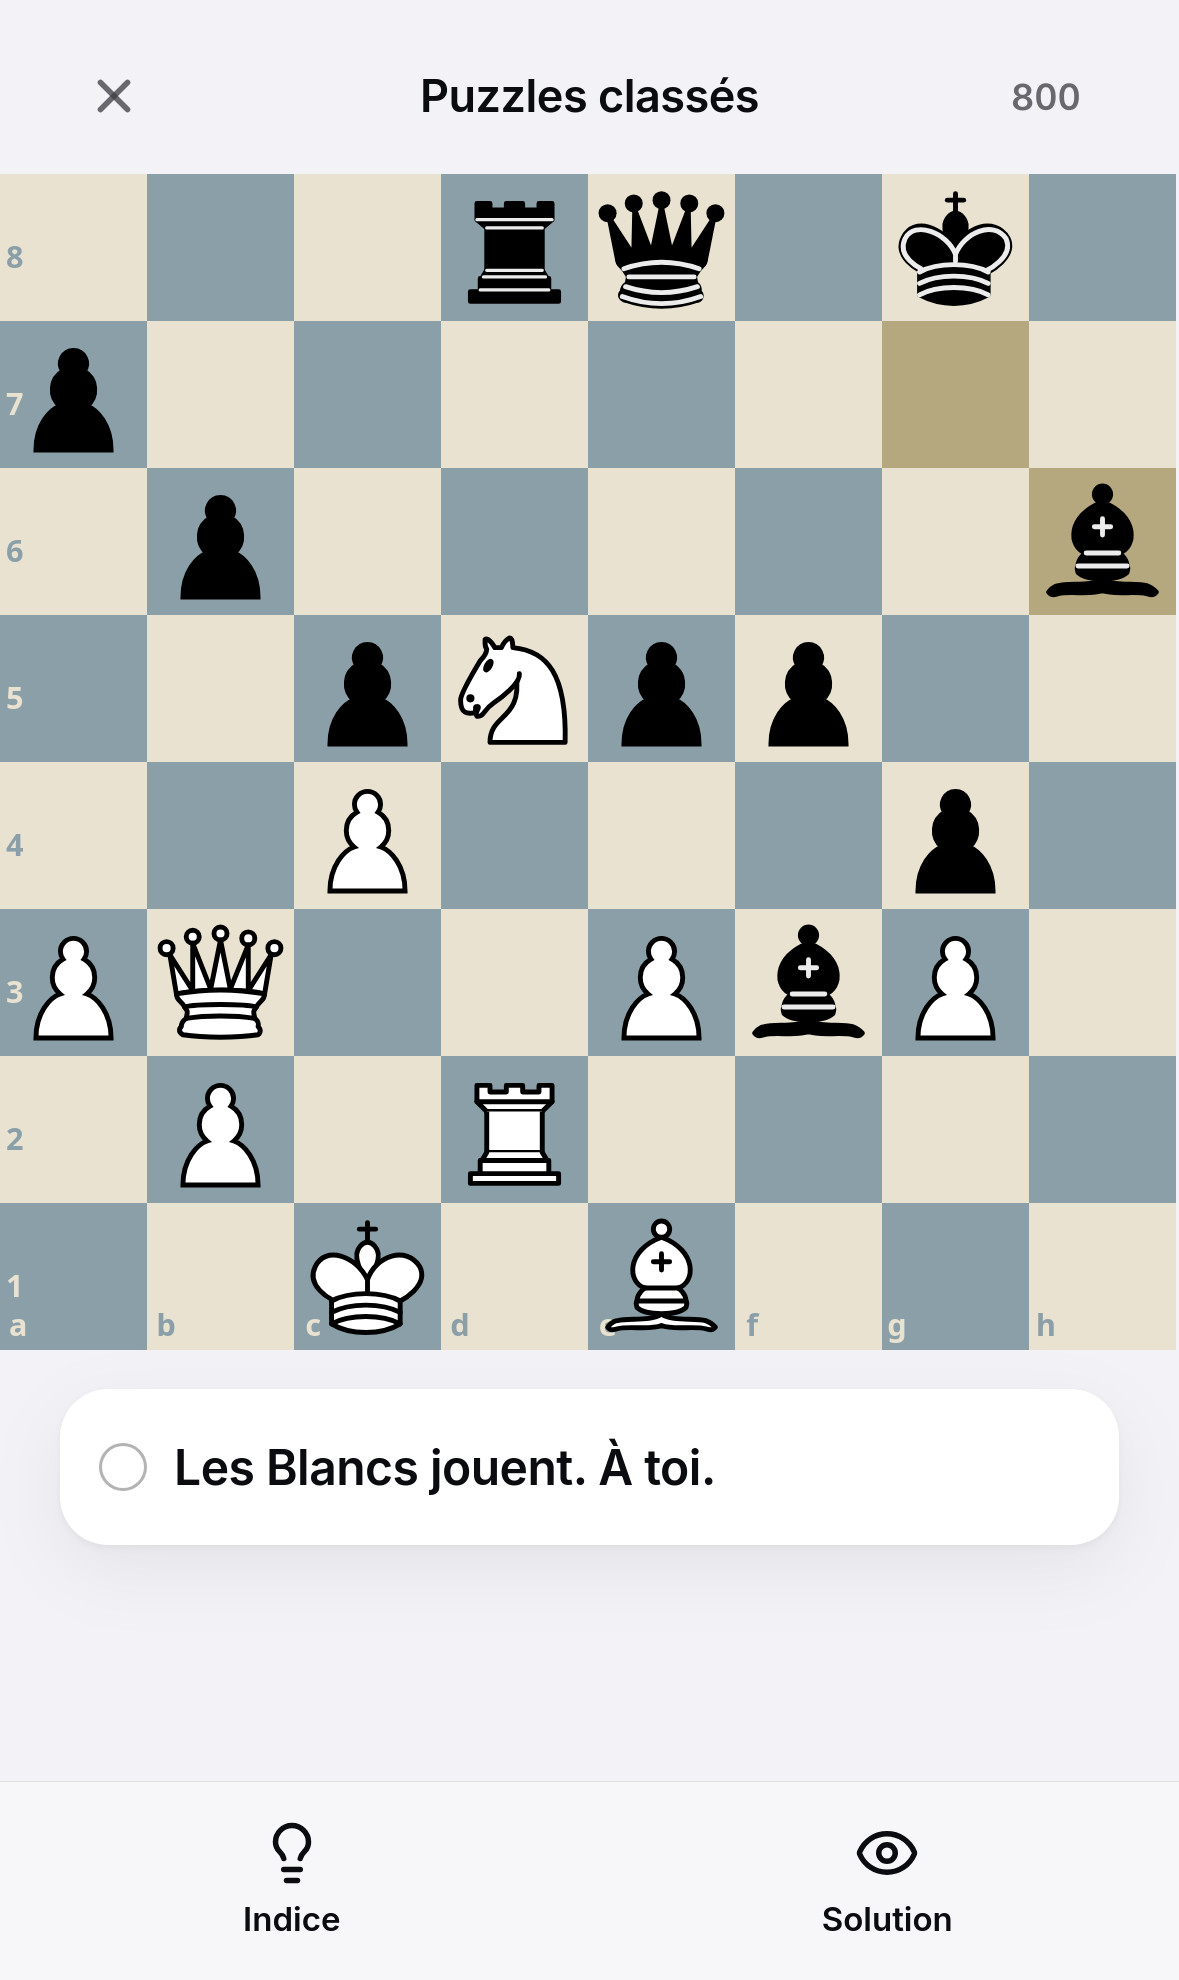 Puzzles classés
800
8
7
6
5
4
3
2
1
a b c d e f g h
Les Blancs jouent. À toi.
Indice
Solution